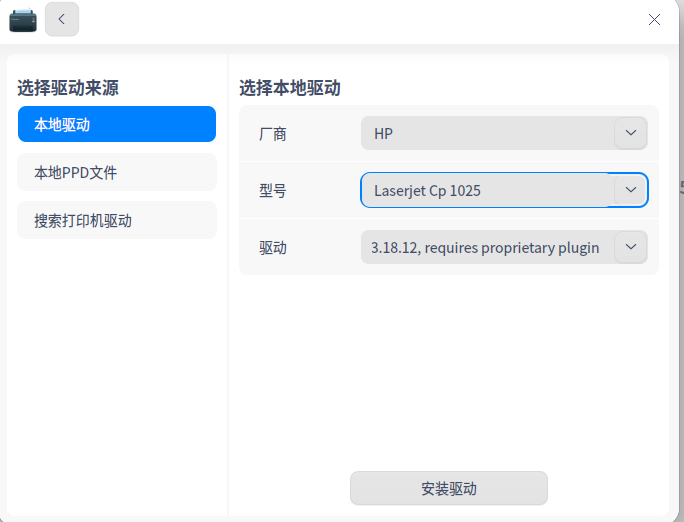 选择驱动来源
本地驱动
本地PPD文件
搜索打印机驱动
选择本地驱动
厂商 HP
型号 Laserjet Cp 1025
驱动 3.18.12, requires proprietary plugin
安装驱动